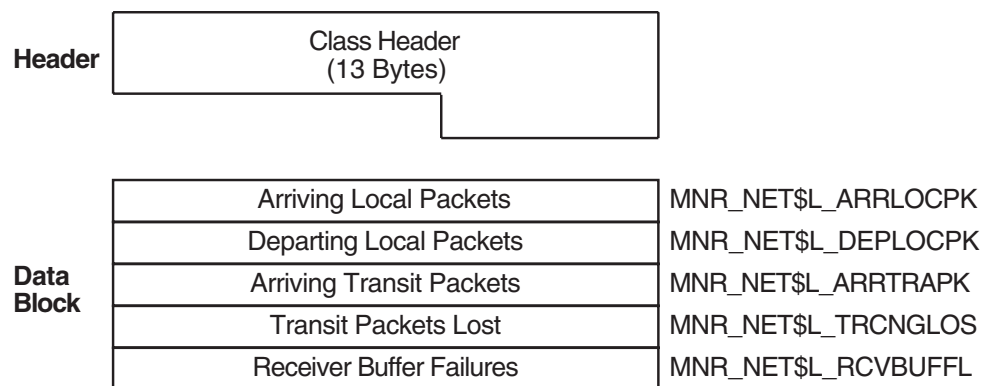 Header
Class Header
(13 Bytes)
Data
Block
Arriving Local Packets MNR_NET$L_ARRLOCPK
Departing Local Packets MNR_NET$L_DEPLOCPK
Arriving Transit Packets MNR_NET$L_ARRTRAPK
Transit Packets Lost MNR_NET$L_TRCNGLOS
Receiver Buffer Failures MNR_NET$L_RCVBUFFL